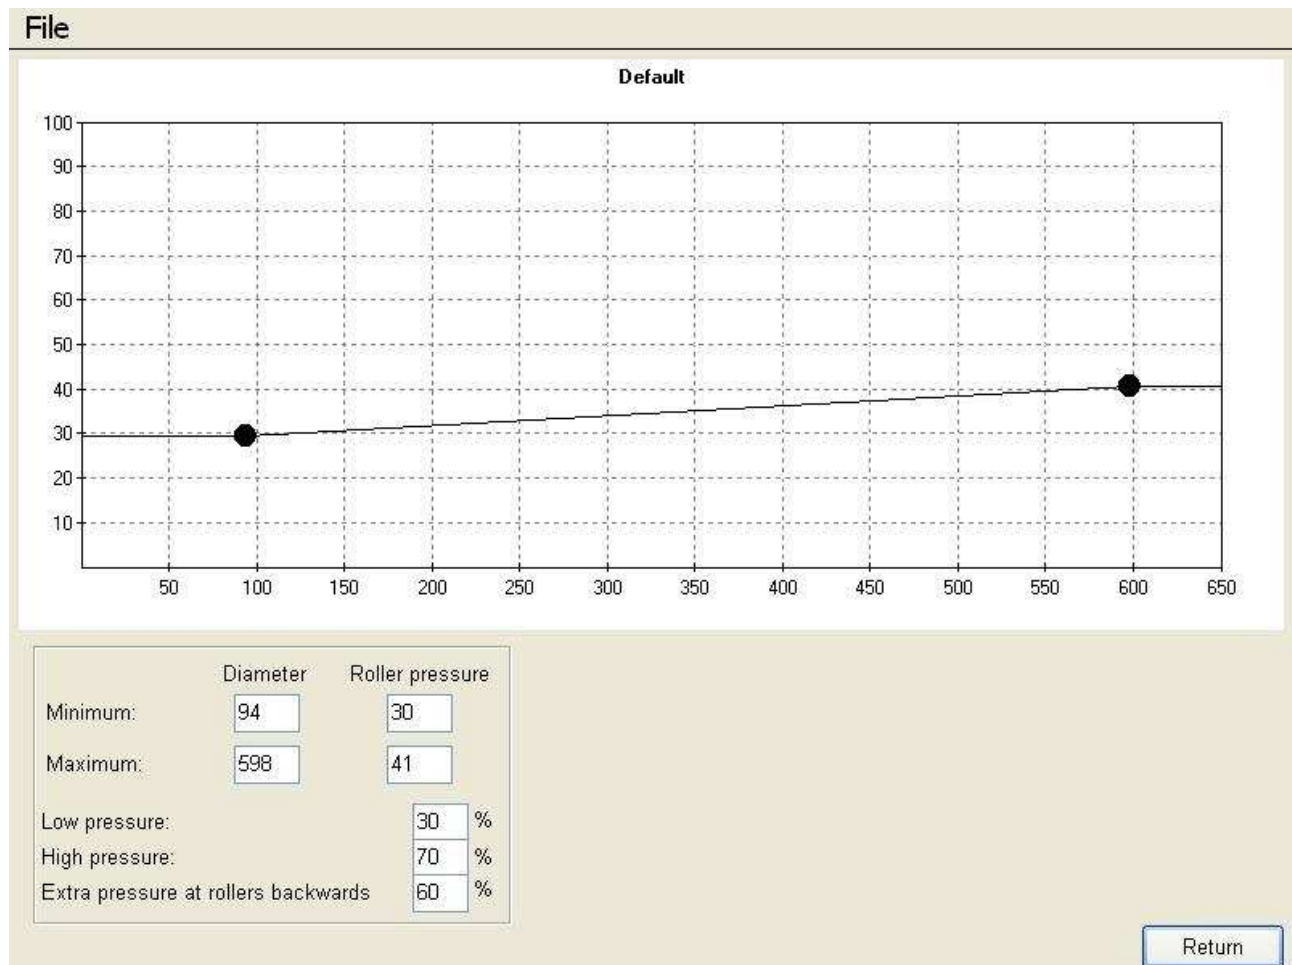 File
Default
100
90
80
70
60
50
40
30
20
10
50 100 150 200 250 300 350 400 450 500 550 600 650
Diameter Roller pressure
Minimum: 94 30
Maximum: 598 41
Low pressure: 30 %
High pressure: 70 %
Extra pressure at rollers backwards 60 %
Return